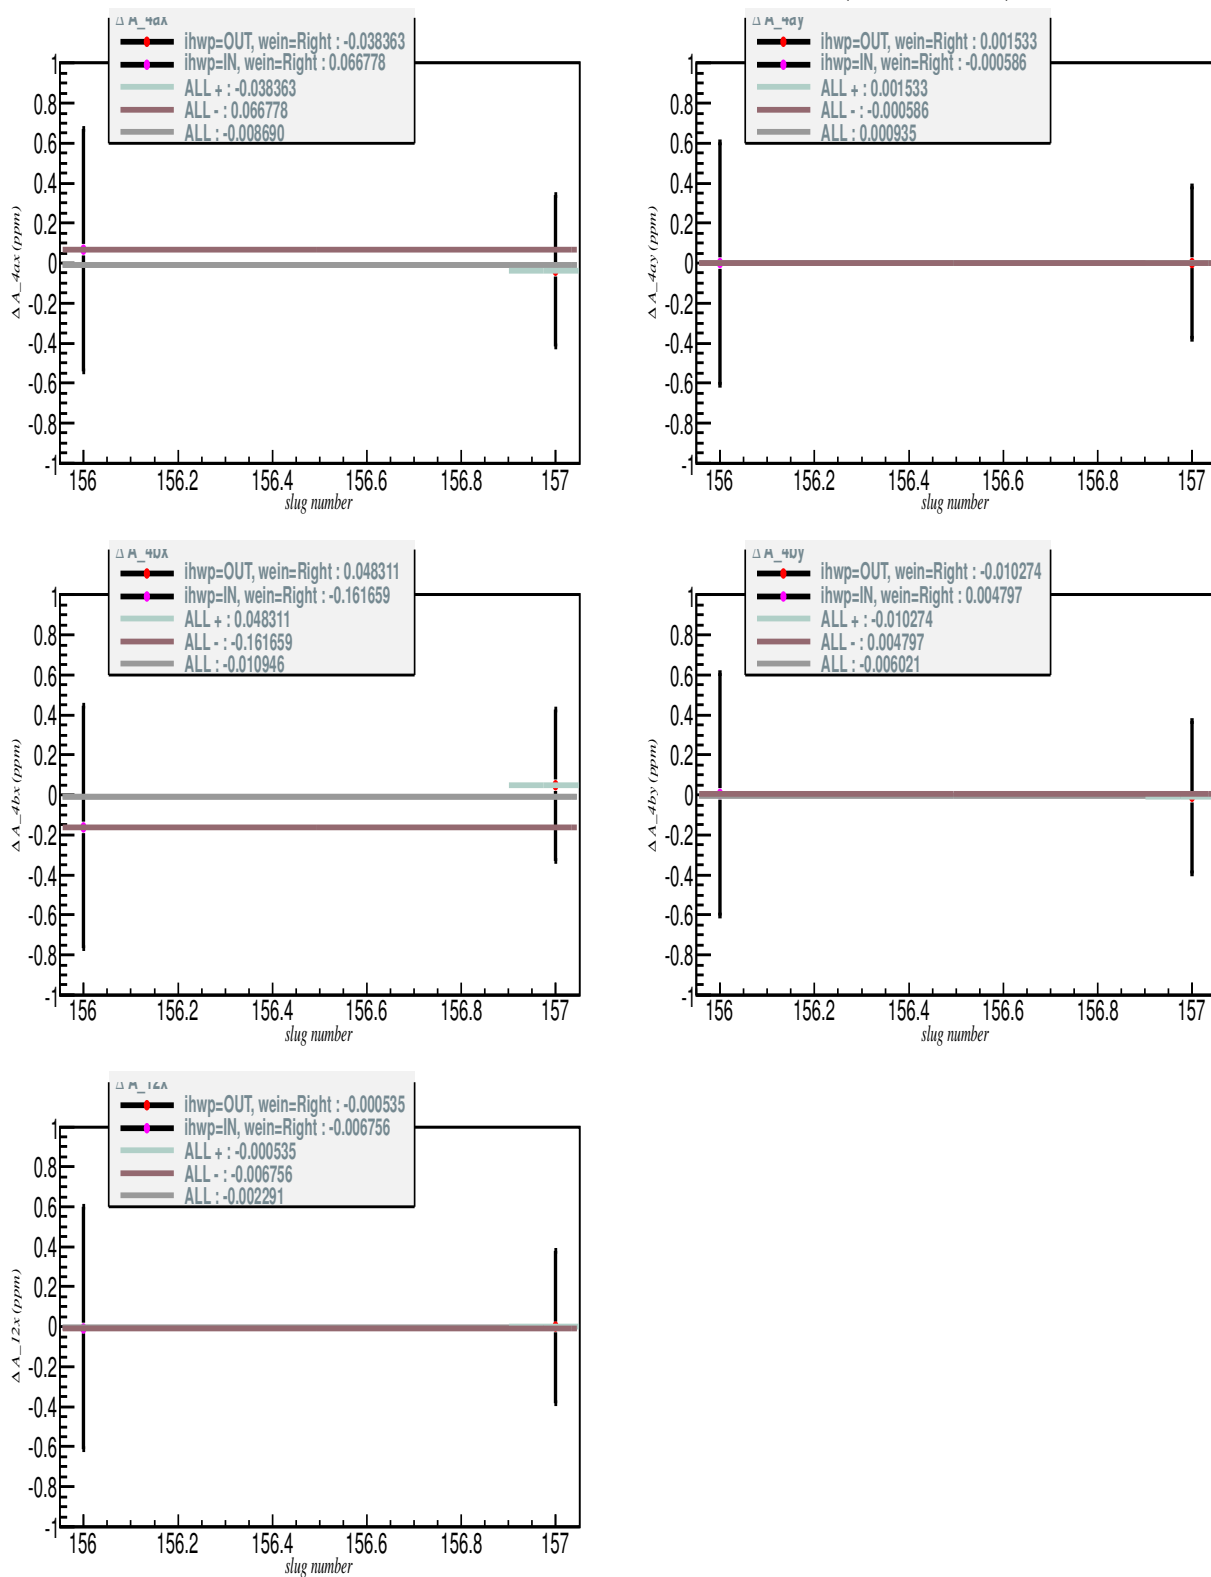 Δ A_4ax
ihwp=OUT, wein=Right : -0.038363
ihwp=IN, wein=Right : 0.066778
ALL + : -0.038363
ALL - : 0.066778
ALL : -0.008690
1
0.8
0.6
0.4
0.2
0
-0.2
-0.4
-0.6
-0.8
-1
Δ A_4ax (ppm)
156 156.2 156.4 156.6 156.8 157
slug number
Δ A_4ay
ihwp=OUT, wein=Right : 0.001533
ihwp=IN, wein=Right : -0.000586
ALL + : 0.001533
ALL - : -0.000586
ALL : 0.000935
1
0.8
0.6
0.4
0.2
0
-0.2
-0.4
-0.6
-0.8
-1
Δ A_4ay (ppm)
156 156.2 156.4 156.6 156.8 157
slug number
Δ A_4bx
ihwp=OUT, wein=Right : 0.048311
ihwp=IN, wein=Right : -0.161659
ALL + : 0.048311
ALL - : -0.161659
ALL : -0.010946
1
0.8
0.6
0.4
0.2
0
-0.2
-0.4
-0.6
-0.8
-1
Δ A_4bx (ppm)
156 156.2 156.4 156.6 156.8 157
slug number
Δ A_4by
ihwp=OUT, wein=Right : -0.010274
ihwp=IN, wein=Right : 0.004797
ALL + : -0.010274
ALL - : 0.004797
ALL : -0.006021
1
0.8
0.6
0.4
0.2
0
-0.2
-0.4
-0.6
-0.8
-1
Δ A_4by (ppm)
156 156.2 156.4 156.6 156.8 157
slug number
Δ A_12x
ihwp=OUT, wein=Right : -0.000535
ihwp=IN, wein=Right : -0.006756
ALL + : -0.000535
ALL - : -0.006756
ALL : -0.002291
1
0.8
0.6
0.4
0.2
0
-0.2
-0.4
-0.6
-0.8
-1
Δ A_12x (ppm)
156 156.2 156.4 156.6 156.8 157
slug number